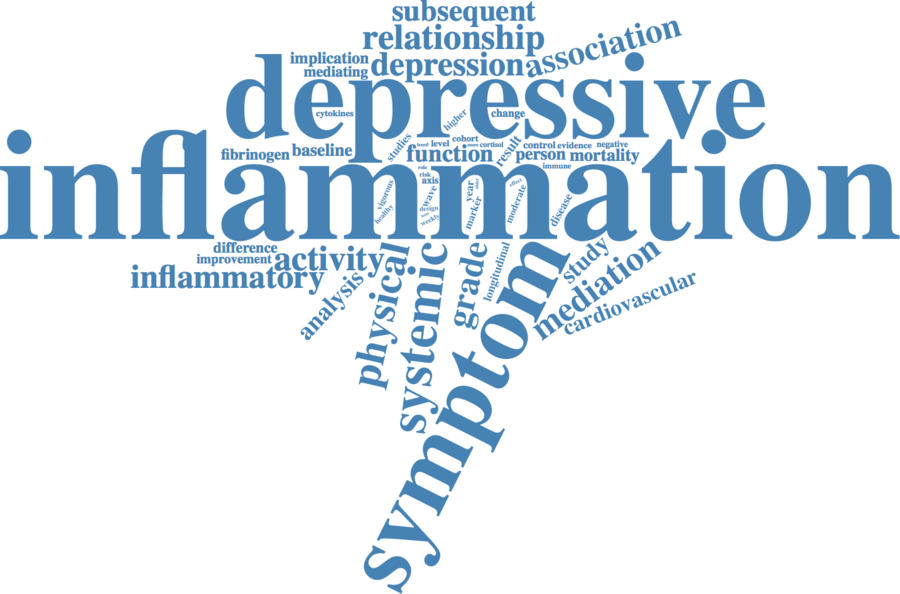 subsequent
relationship
association
implication
mediating
depression
depressive
cytokines
higher
change
studies
level
cohort
cortisol
result
control
evidence
negative
fibrinogen
baseline
function
person
mortality
immune
risk
axis
wave
year
marker
moderate
disease
vigorous
healthy
design
weekly
inflammation
difference
improvement
activity
inflammatory
analysis
physical
systemic
grade
longitudinal
symptom
study
mediation
cardiovascular